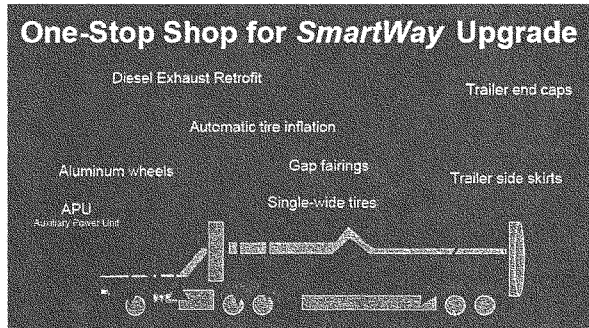 One-Stop Shop for SmartWay Upgrade
Diesel Exhaust Retrofit
Trailer end caps
Automatic tire inflation
Gap fairings
Aluminum wheels
Trailer side skirts
Single-wide tires
APU
Auxiliary Power Unit